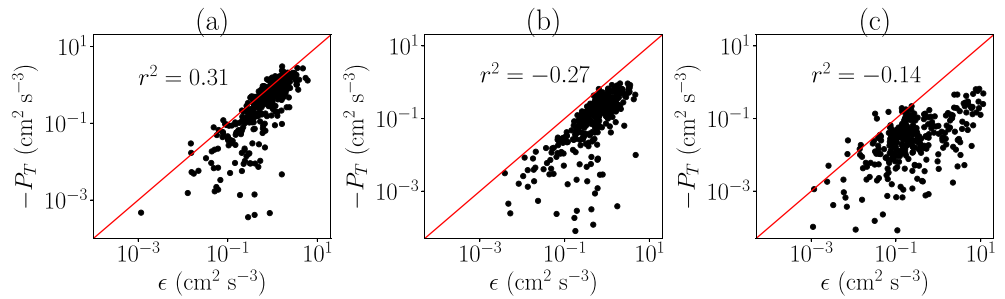 (a)
10^1
10^{-1}
10^{-3}
−P_T (cm^2 s^{−3})
r^2 = 0.31
10^{-3}
10^{-1}
10^1
ϵ (cm^2 s^{−3})
(b)
10^1
10^{-1}
10^{-3}
−P_T (cm^2 s^{−3})
r^2 = −0.27
10^{-3}
10^{-1}
10^1
ϵ (cm^2 s^{−3})
(c)
10^1
10^{-1}
10^{-3}
−P_T (cm^2 s^{−3})
r^2 = −0.14
10^{-3}
10^{-1}
10^1
ϵ (cm^2 s^{−3})